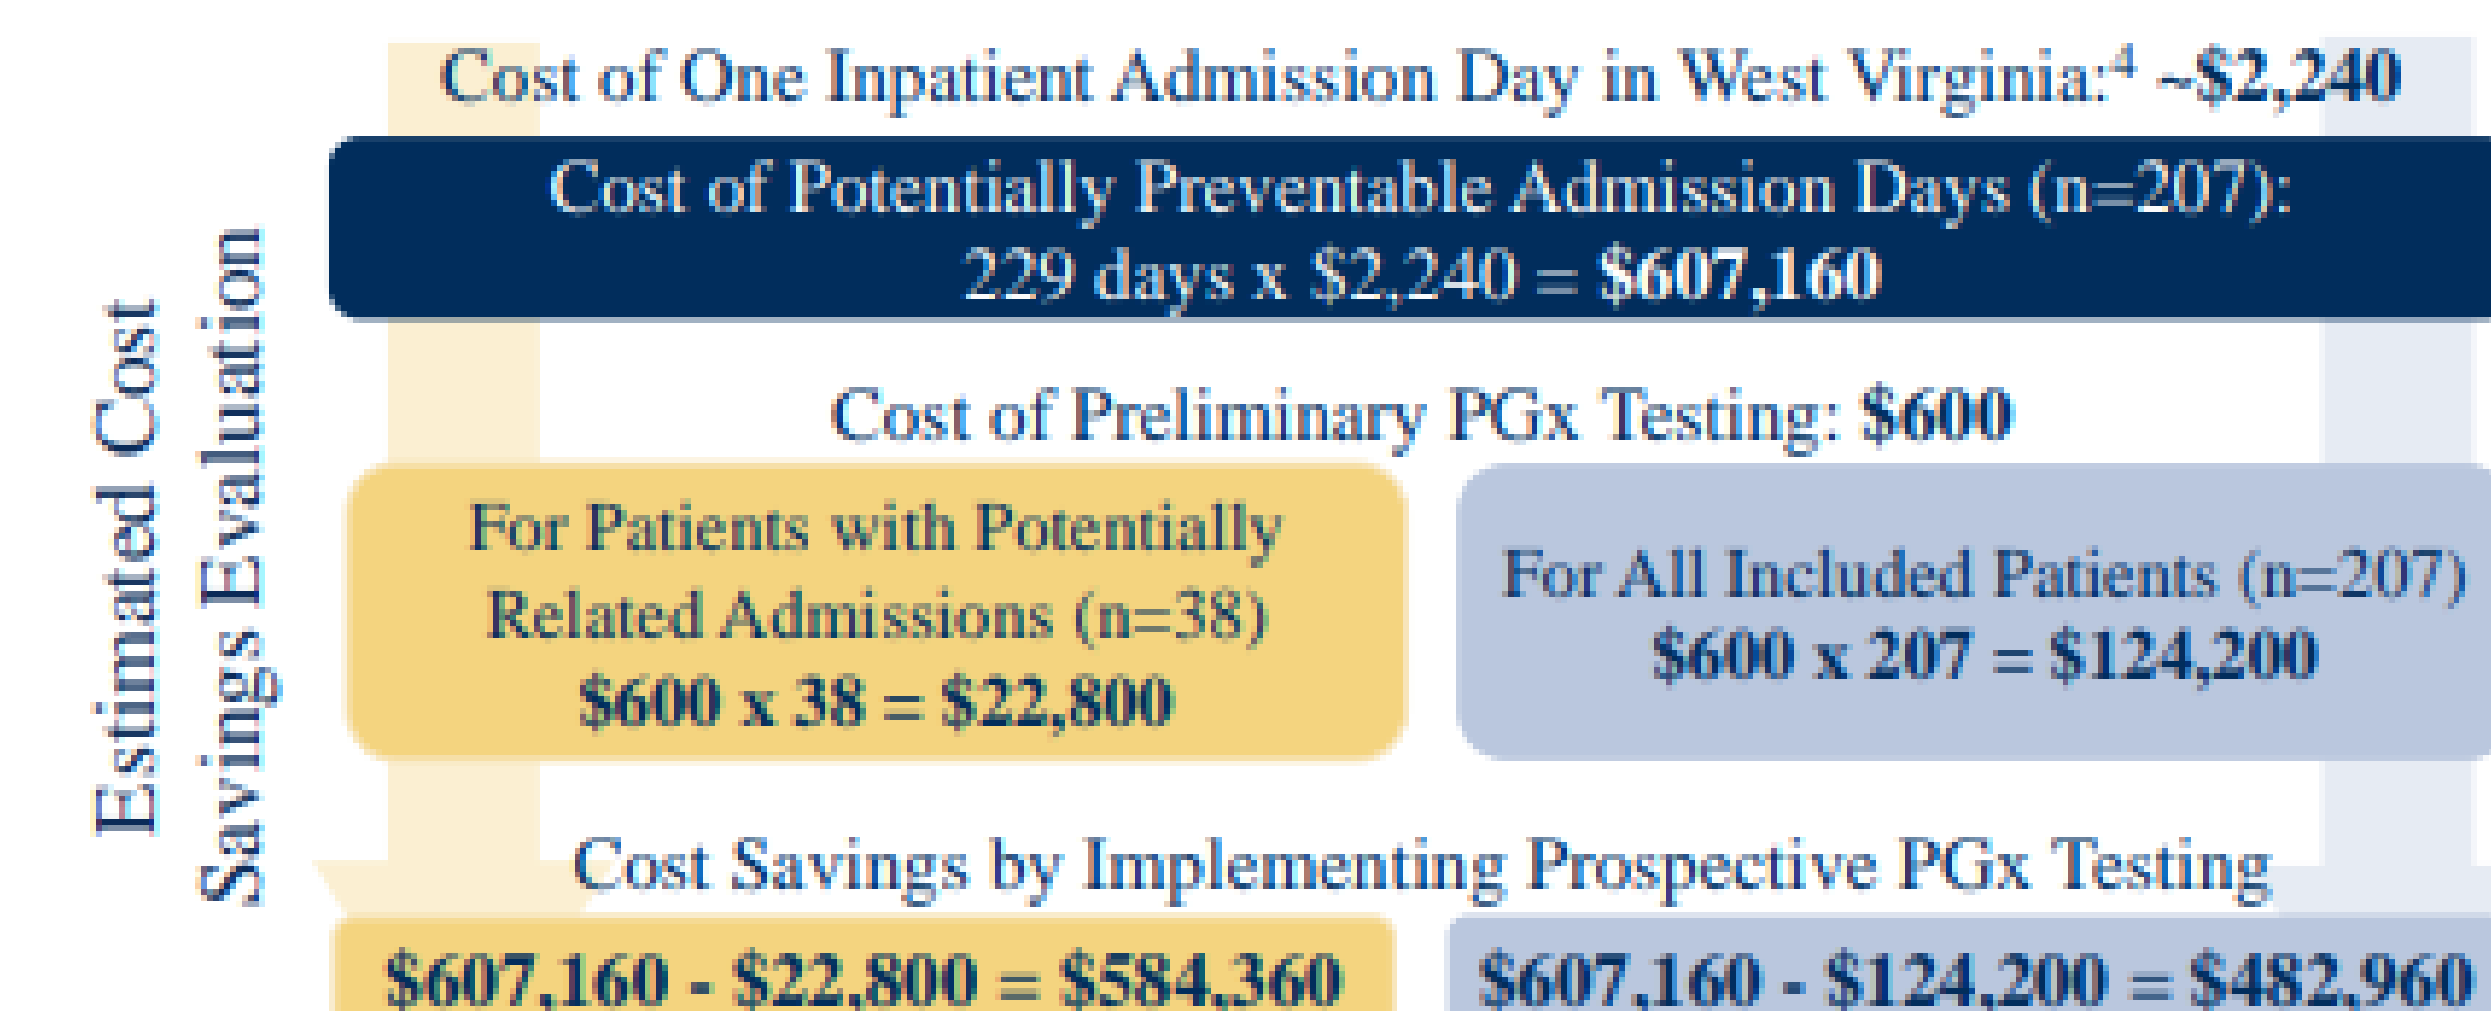 Estimated Cost
Savings Evaluation
Cost of One Inpatient Admission Day in West Virginia:⁴ ~$2,240
Cost of Potentially Preventable Admission Days (n=207):
229 days x $2,240 = $607,160
Cost of Preliminary PGx Testing: $600
For Patients with Potentially
Related Admissions (n=38)
$600 x 38 = $22,800
For All Included Patients (n=207)
$600 x 207 = $124,200
Cost Savings by Implementing Prospective PGx Testing
$607,160 - $22,800 = $584,360
$607,160 - $124,200 = $482,960